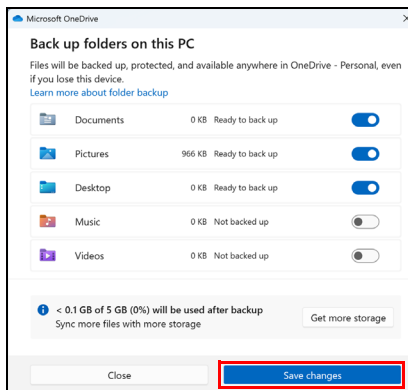 Microsoft OneDrive
Back up folders on this PC
Files will be backed up, protected, and available anywhere in OneDrive - Personal, even
if you lose this device.
Learn more about folder backup
Documents 0 KB Ready to back up
Pictures 966 KB Ready to back up
Desktop 0 KB Ready to back up
Music 0 KB Not backed up
Videos 0 KB Not backed up
< 0.1 GB of 5 GB (0%) will be used after backup
Sync more files with more storage
Get more storage
Close
Save changes